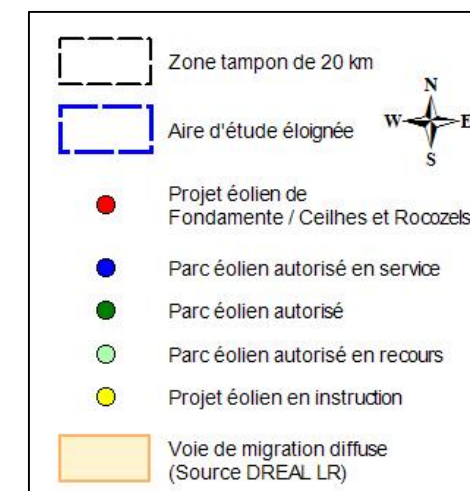 Zone tampon de 20 km
N
W E
S
Aire d'étude éloignée
Projet éolien de
Fondamente / Ceilhes et Rocozels
Parc éolien autorisé en service
Parc éolien autorisé
Parc éolien autorisé en recours
Projet éolien en instruction
Voie de migration diffuse
(Source DREAL LR)